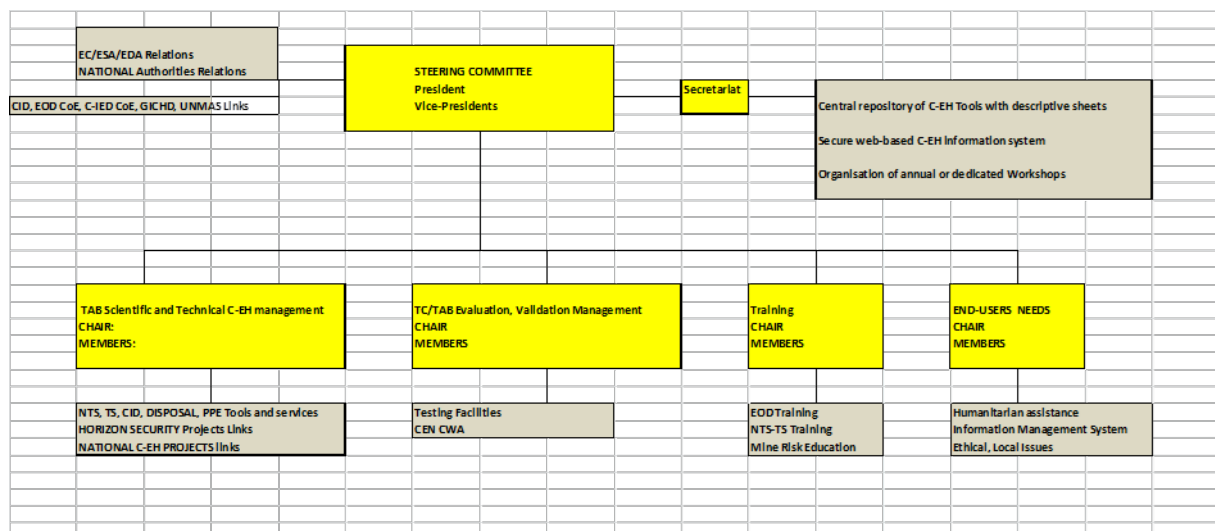 EC/ESA/EDA Relations
NATIONAL Authorities Relations
CID, EOD CoE, C-IED CoE, GICHD, UNMAS Links
STEERING COMMITTEE
President
Vice-Presidents
Secretariat
Central repository of C-EH Tools with descriptive sheets
Secure web-based C-EH information system
Organisation of annual or dedicated Workshops
TAB Scientific and Technical C-EH management
CHAIR:
MEMBERS:
TC/TAB Evaluation, Validation Management
CHAIR
MEMBERS
Training
CHAIR
MEMBERS
END-USERS NEEDS
CHAIR
MEMBERS
NTS, TS, CID, DISPOSAL, PPE Tools and services
HORIZON SECURITY Projects Links
NATIONAL C-EH PROJECTS links
Testing Facilities
CEN CWA
EOD Training
NTS-TS Training
Mine Risk Education
Humanitarian assistance
Information Management System
Ethical, Local Issues